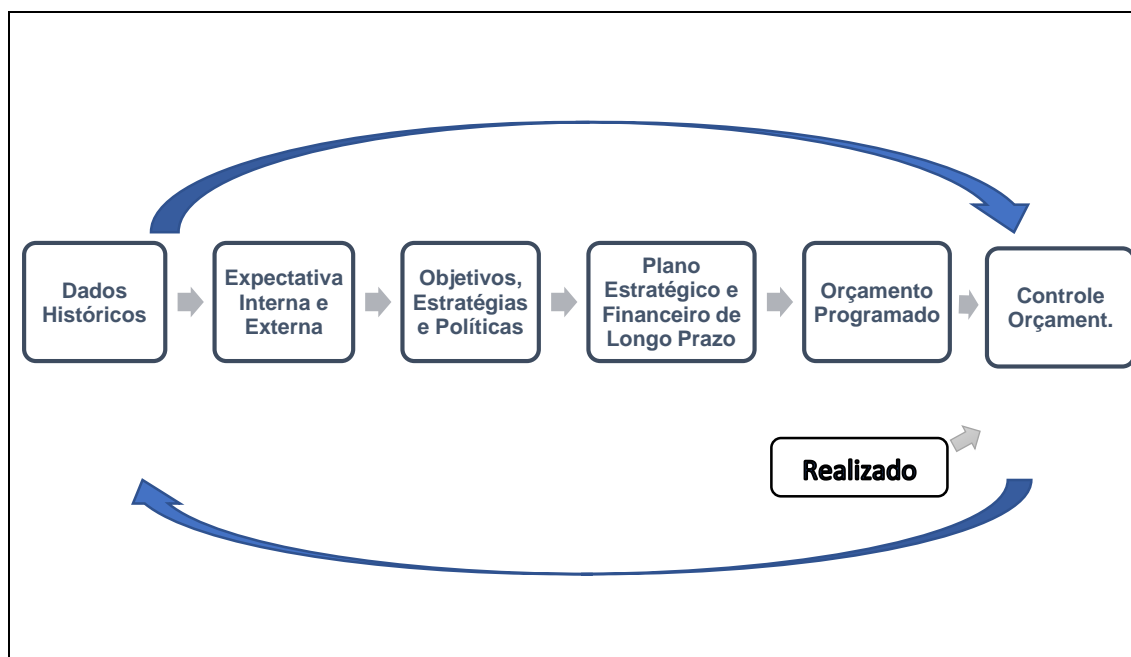 Dados
Históricos
Expectativa
Interna e
Externa
Objetivos,
Estratégias
e Políticas
Plano
Estratégico e
Financeiro de
Longo Prazo
Orçamento
Programado
Controle
Orçament.
Realizado